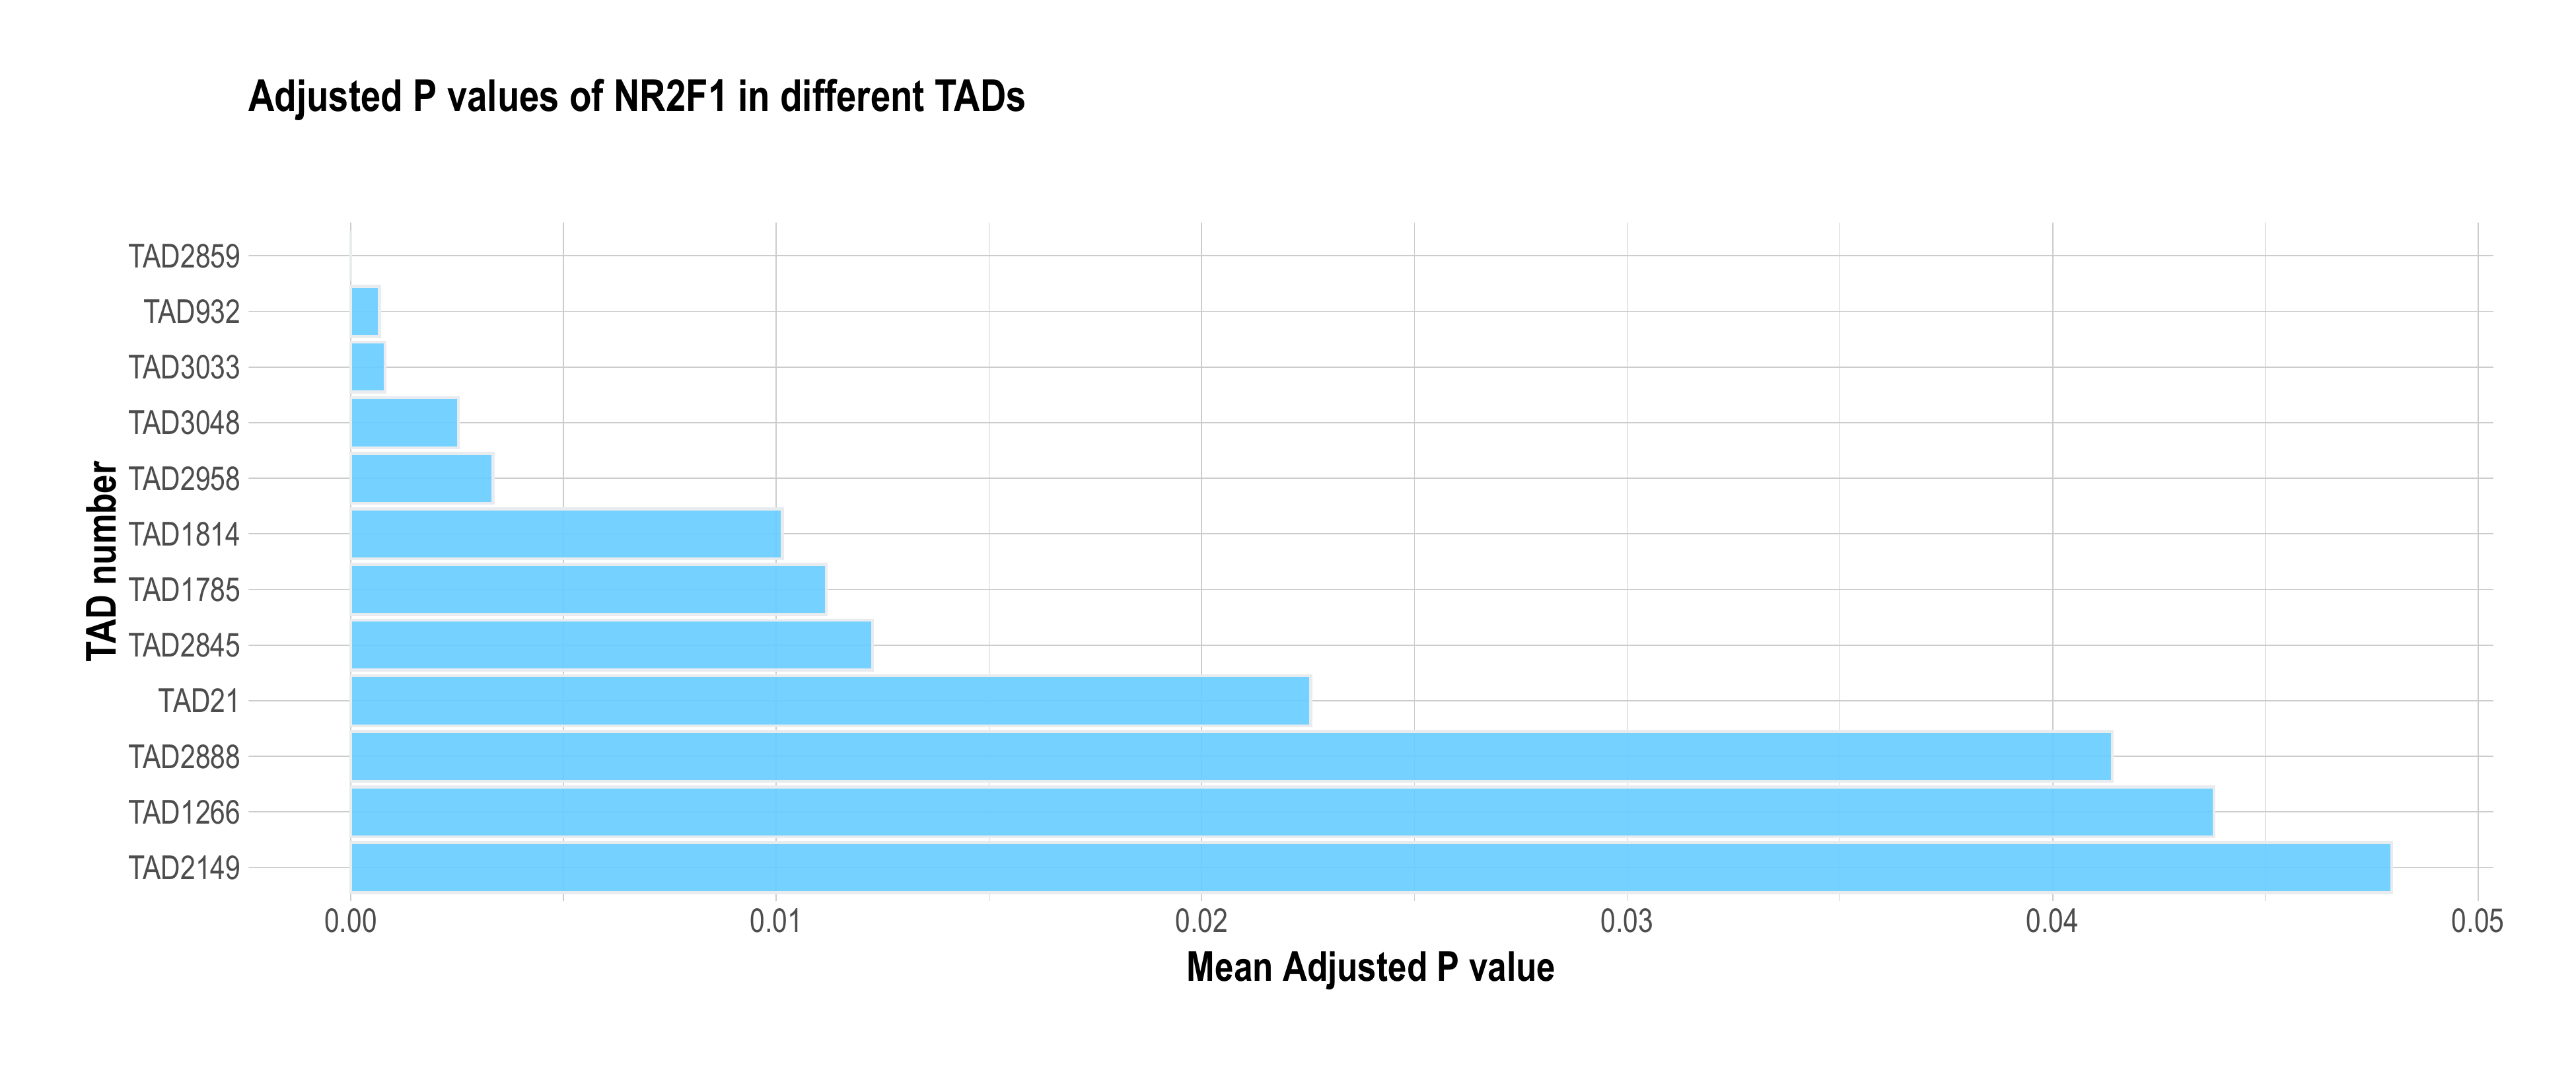 Adjusted P values of NR2F1 in different TADs
TAD number
TAD2859
TAD932
TAD3033
TAD3048
TAD2958
TAD1814
TAD1785
TAD2845
TAD21
TAD2888
TAD1266
TAD2149
0.00 0.01 0.02 0.03 0.04 0.05
Mean Adjusted P value